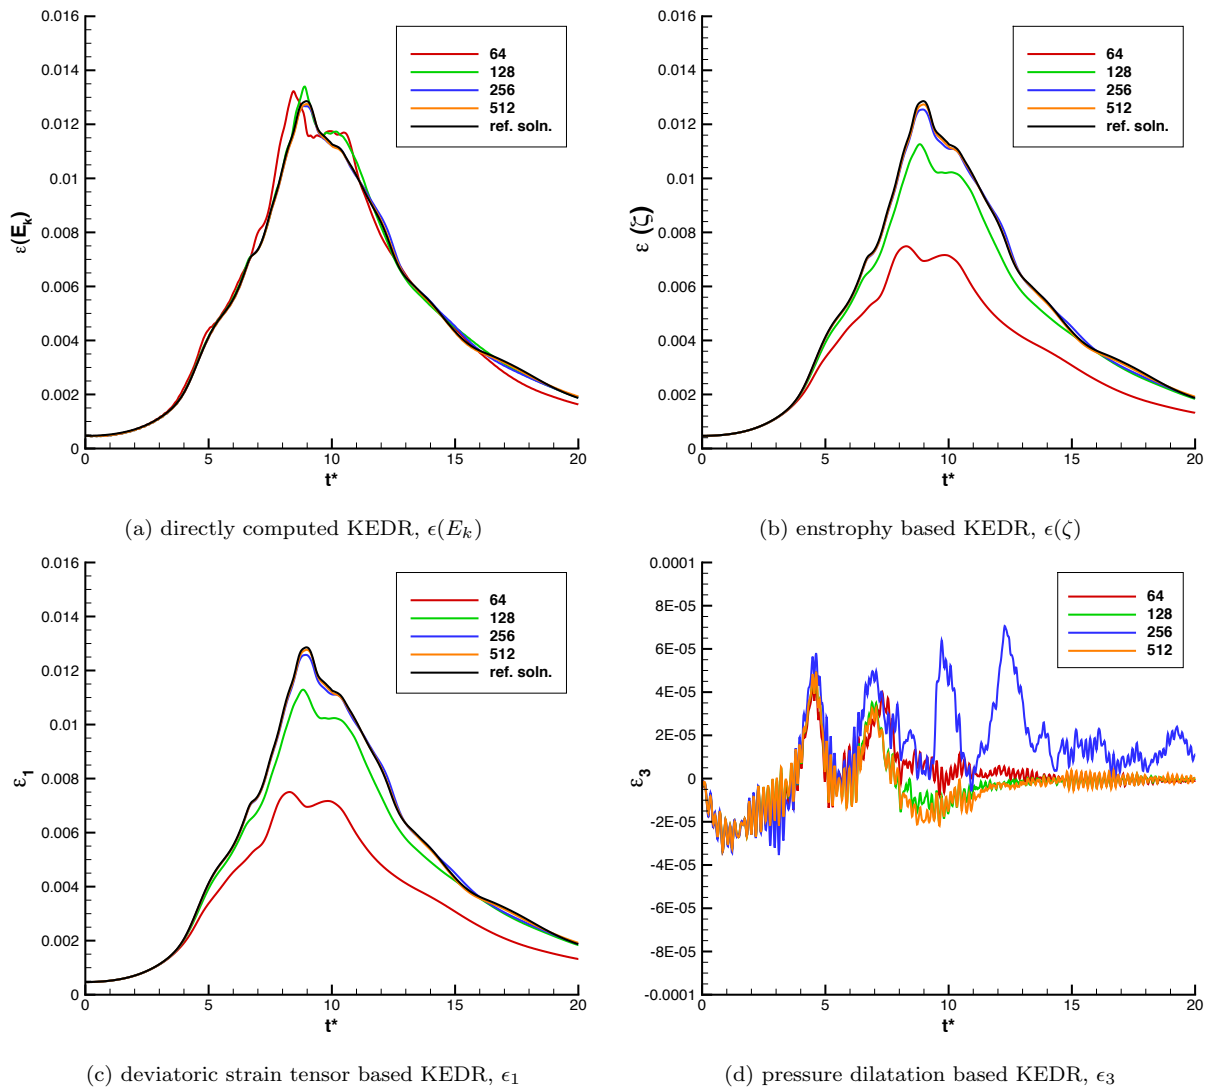 0.016
0.014
0.012
0.01
0.008
0.006
0.004
0.002
0
ε(Eₖ)
64
128
256
512
ref. soln.
0 5 10 15 20
t*
(a) directly computed KEDR, ϵ(Eₖ)
0.016
0.014
0.012
0.01
0.008
0.006
0.004
0.002
0
ε (ζ)
64
128
256
512
ref. soln.
0 5 10 15 20
t*
(b) enstrophy based KEDR, ϵ(ζ)
0.016
0.014
0.012
0.01
0.008
0.006
0.004
0.002
0
ε₁
64
128
256
512
ref. soln.
0 5 10 15 20
t*
(c) deviatoric strain tensor based KEDR, ϵ₁
0.0001
8E-05
6E-05
4E-05
2E-05
0
-2E-05
-4E-05
-6E-05
-8E-05
-0.0001
ε₃
64
128
256
512
0 5 10 15 20
t*
(d) pressure dilatation based KEDR, ϵ₃